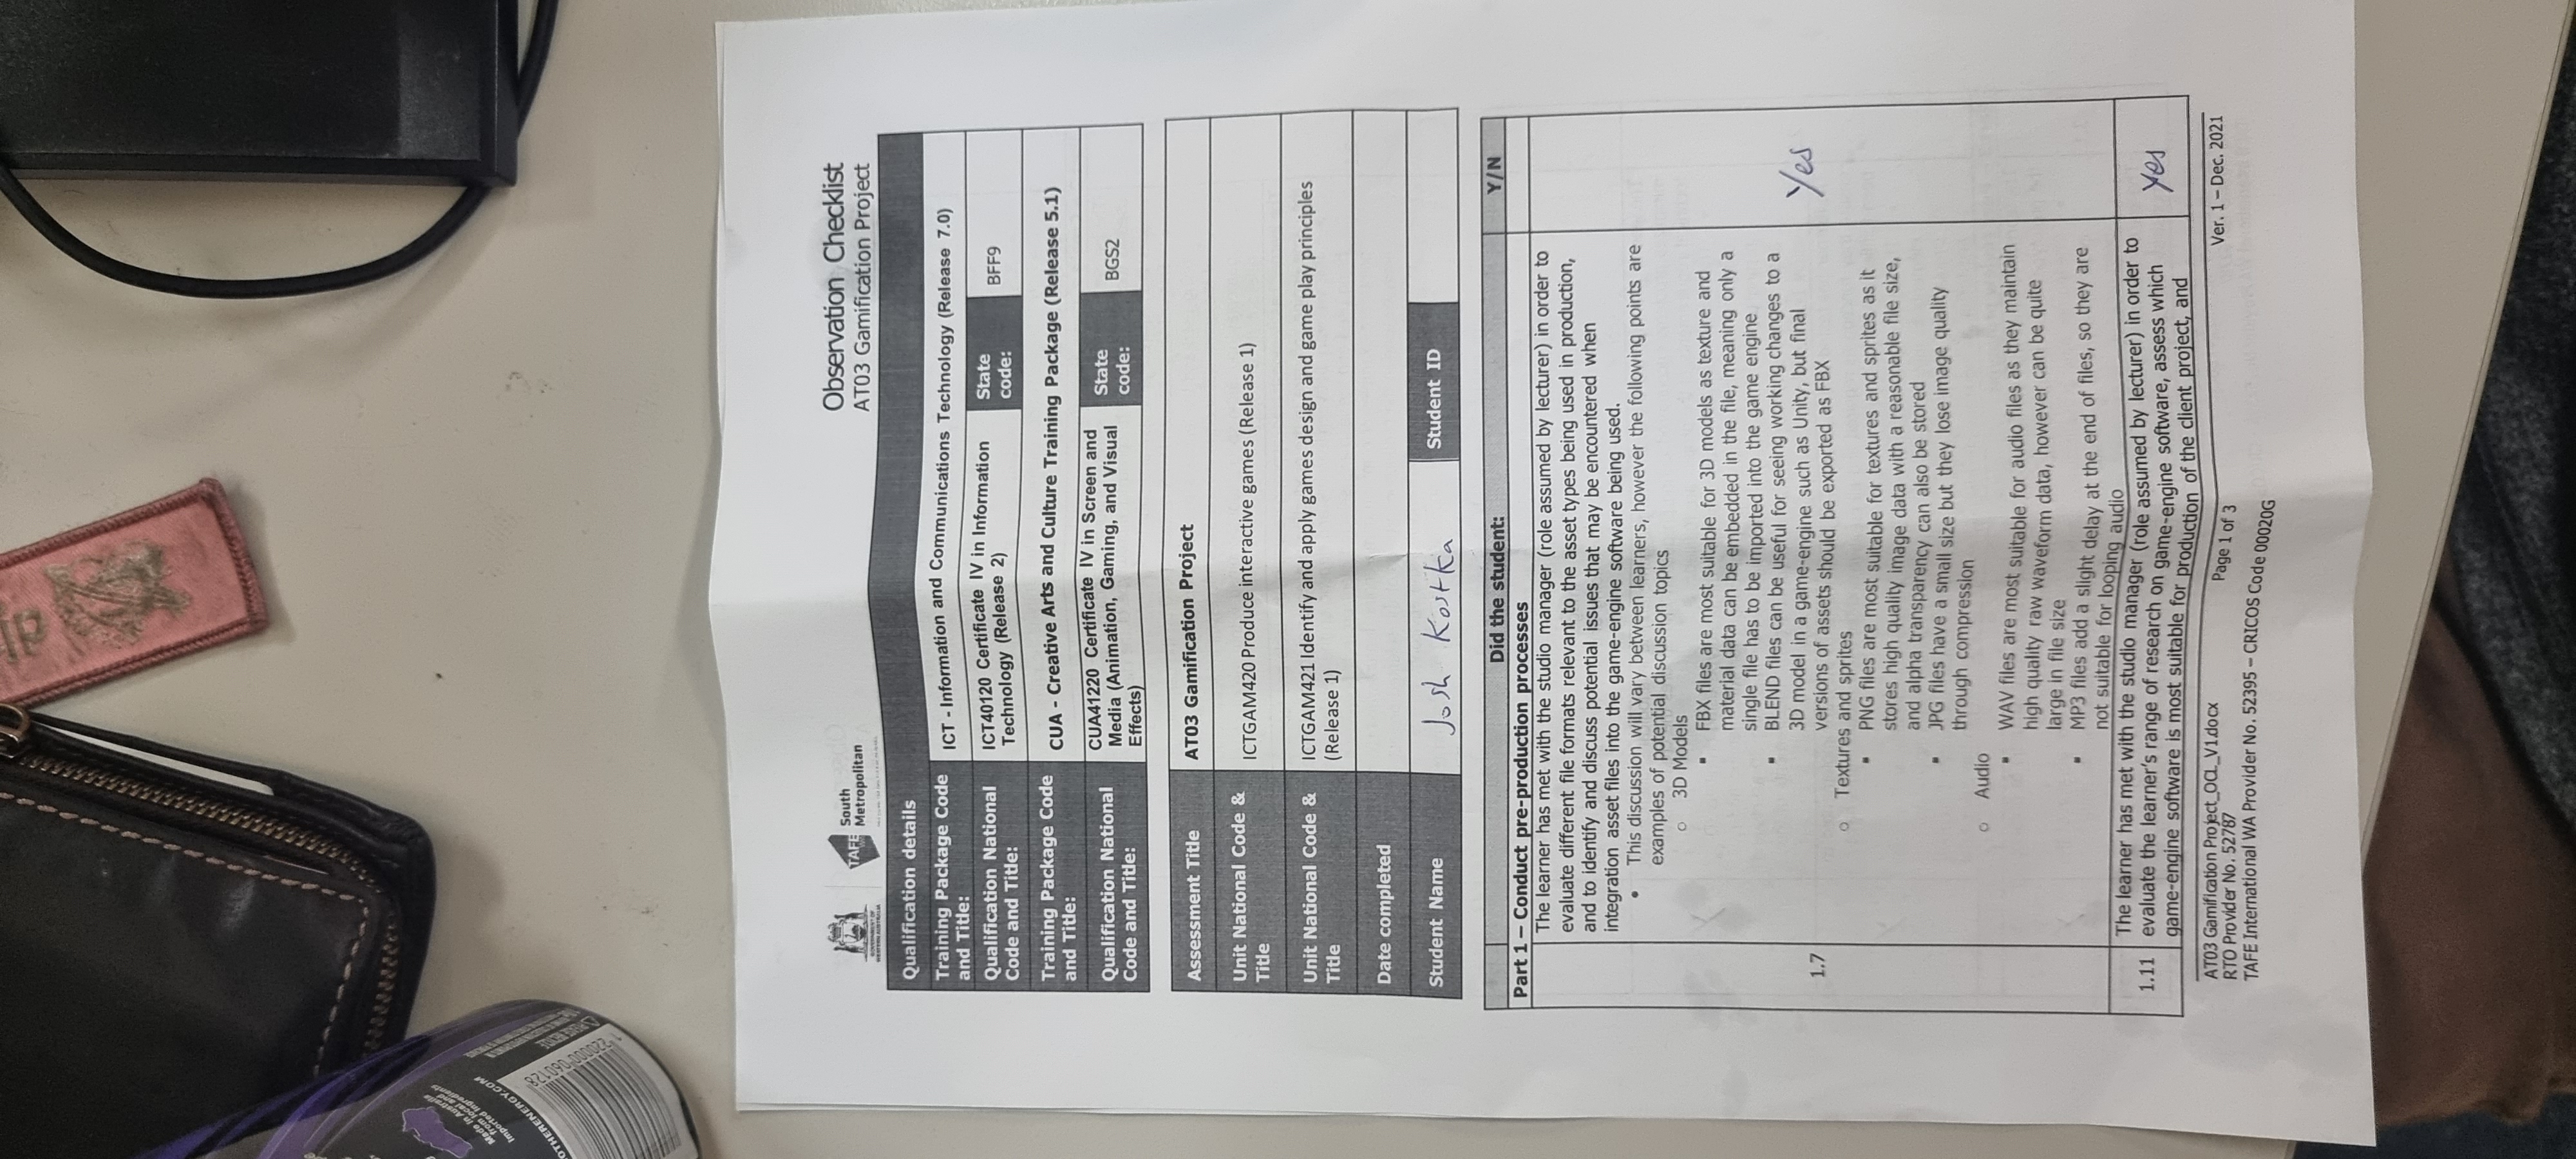 Made in Australia
from local and
imported ingredients
OTHERENERGY.COM
GOVERNMENT OF
WESTERN AUSTRALIA
TAFE
South
Metropolitan
Observation Checklist
AT03 Gamification Project
Qualification details
Training Package Code
and Title:
ICT - Information and Communications Technology (Release 7.0)
Qualification National
Code and Title:
ICT40120 Certificate IV in Information
Technology (Release 2)
State
code:
BFF9
Training Package Code
and Title:
CUA - Creative Arts and Culture Training Package (Release 5.1)
Qualification National
Code and Title:
CUA41220 Certificate IV in Screen and
Media (Animation, Gaming, and Visual
Effects)
State
code:
BGS2
Assessment Title
AT03 Gamification Project
Unit National Code &
Title
ICTGAM420 Produce interactive games (Release 1)
Unit National Code &
Title
ICTGAM421 Identify and apply games design and game play principles
(Release 1)
Date completed
Student Name
Josh Kostka
Student ID
Did the student:
Y/N
Part 1 – Conduct pre-production processes
1.7
The learner has met with the studio manager (role assumed by lecturer) in order to
evaluate different file formats relevant to the asset types being used in production,
and to identify and discuss potential issues that may be encountered when
integration asset files into the game-engine software being used.
• This discussion will vary between learners, however the following points are
examples of potential discussion topics
o 3D Models
▪ FBX files are most suitable for 3D models as texture and
material data can be embedded in the file, meaning only a
single file has to be imported into the game engine
▪ BLEND files can be useful for seeing working changes to a
3D model in a game-engine such as Unity, but final
versions of assets should be exported as FBX
o Textures and sprites
▪ PNG files are most suitable for textures and sprites as it
stores high quality image data with a reasonable file size,
and alpha transparency can also be stored
▪ JPG files have a small size but they lose image quality
through compression
o Audio
▪ WAV files are most suitable for audio files as they maintain
high quality raw waveform data, however can be quite
large in file size
▪ MP3 files add a slight delay at the end of files, so they are
not suitable for looping audio
Yes
1.11
The learner has met with the studio manager (role assumed by lecturer) in order to
evaluate the learner's range of research on game-engine software, assess which
game-engine software is most suitable for production of the client project, and
yes
AT03 Gamification Project_OCL_V1.docx
Page 1 of 3
Ver. 1 – Dec. 2021
RTO Provider No. 52787
TAFE International WA Provider No. 52395 – CRICOS Code 00020G